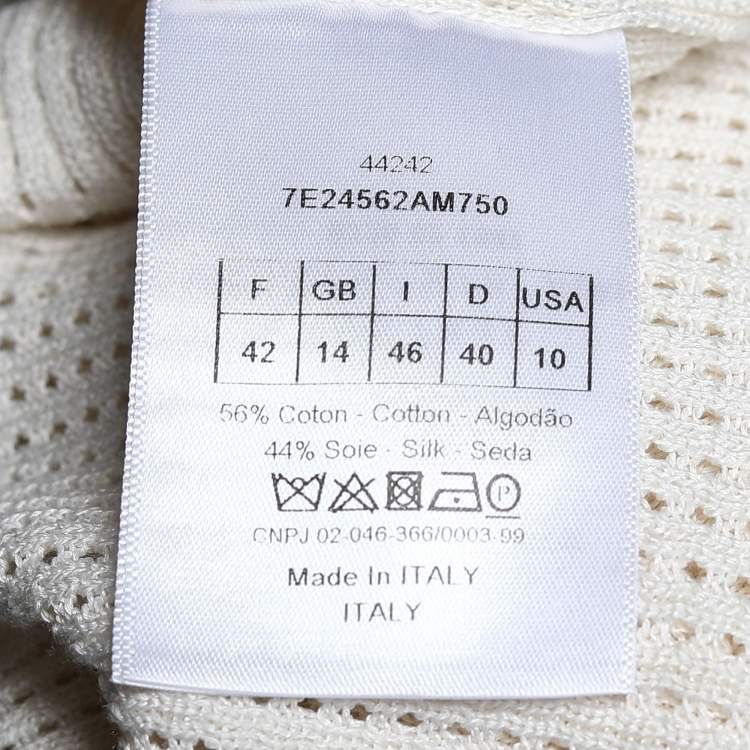 44242
7E24562AM750
F GB I D USA
42 14 46 40 10
56% Coton - Cotton - Algodão
44% Soie - Silk - Seda
P
CNPJ 02-046-366/0003-99
Made In ITALY
ITALY